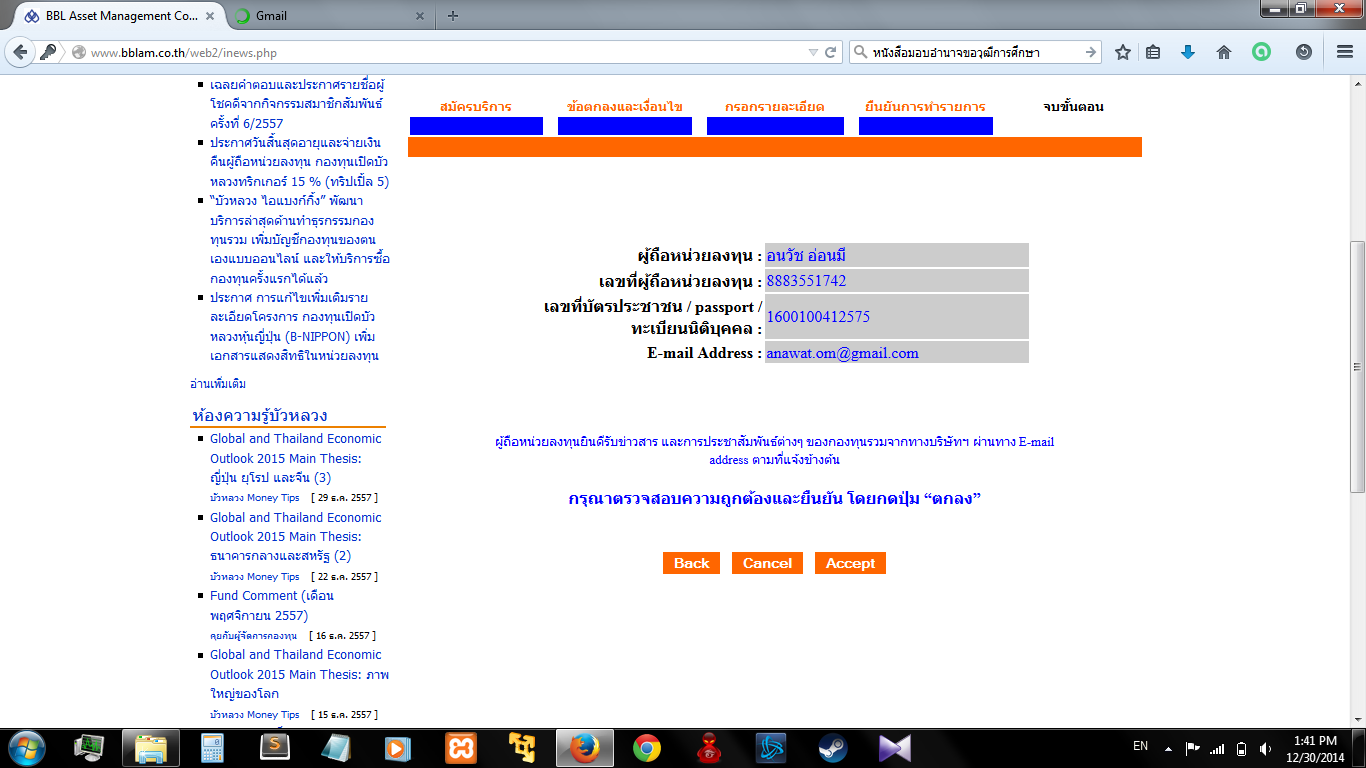 BBL Asset Management Co...
Gmail
www.bblam.co.th/web2/inews.php
หนังสือมอบอำนาจขอวุฒิการศึกษา
เฉลยคำตอบและประกาศรายชื่อผู้
โชคดีจากกิจกรรมสมาชิกสัมพันธ์
ครั้งที่ 6/2557
ประกาศวันสิ้นสุดอายุและจ่ายเงิน
คืนผู้ถือหน่วยลงทุน กองทุนเปิดบัว
หลวงทริกเกอร์ 15 % (ทริปเปิ้ล 5)
“บัวหลวง ไอแบงก์กิ้ง” พัฒนา
บริการล่าสุดด้านทำธุรกรรมกอง
ทุนรวม เพิ่มบัญชีกองทุนของตน
เองแบบออนไลน์ และให้บริการซื้อ
กองทุนครั้งแรกได้แล้ว
ประกาศ การแก้ไขเพิ่มเติมราย
ละเอียดโครงการ กองทุนเปิดบัว
หลวงหุ้นญี่ปุ่น (B-NIPPON) เพิ่ม
เอกสารแสดงสิทธิในหน่วยลงทุน
อ่านเพิ่มเติม
ห้องความรู้บัวหลวง
Global and Thailand Economic
Outlook 2015 Main Thesis:
ญี่ปุ่น ยุโรป และจีน (3)
บัวหลวง Money Tips [ 29 ธ.ค. 2557 ]
Global and Thailand Economic
Outlook 2015 Main Thesis:
ธนาคารกลางและสหรัฐ (2)
บัวหลวง Money Tips [ 22 ธ.ค. 2557 ]
Fund Comment (เดือน
พฤศจิกายน 2557)
คุยกับผู้จัดการกองทุน [ 16 ธ.ค. 2557 ]
Global and Thailand Economic
Outlook 2015 Main Thesis: ภาพ
ใหญ่ของโลก
บัวหลวง Money Tips [ 15 ธ.ค. 2557 ]
สมัครบริการ ข้อตกลงและเงื่อนไข กรอกรายละเอียด ยืนยันการทำรายการ จบขั้นตอน
ผู้ถือหน่วยลงทุน : อนวัช อ่อนมี
เลขที่ผู้ถือหน่วยลงทุน : 8883551742
เลขที่บัตรประชาชน / passport /
ทะเบียนนิติบุคคล : 1600100412575
E-mail Address : anawat.om@gmail.com
ผู้ถือหน่วยลงทุนยินดีรับข่าวสาร และการประชาสัมพันธ์ต่างๆ ของกองทุนรวมจากทางบริษัทฯ ผ่านทาง E-mail
address ตามที่แจ้งข้างต้น
กรุณาตรวจสอบความถูกต้องและยืนยัน โดยกดปุ่ม “ตกลง”
Back Cancel Accept
EN
1:41 PM
12/30/2014